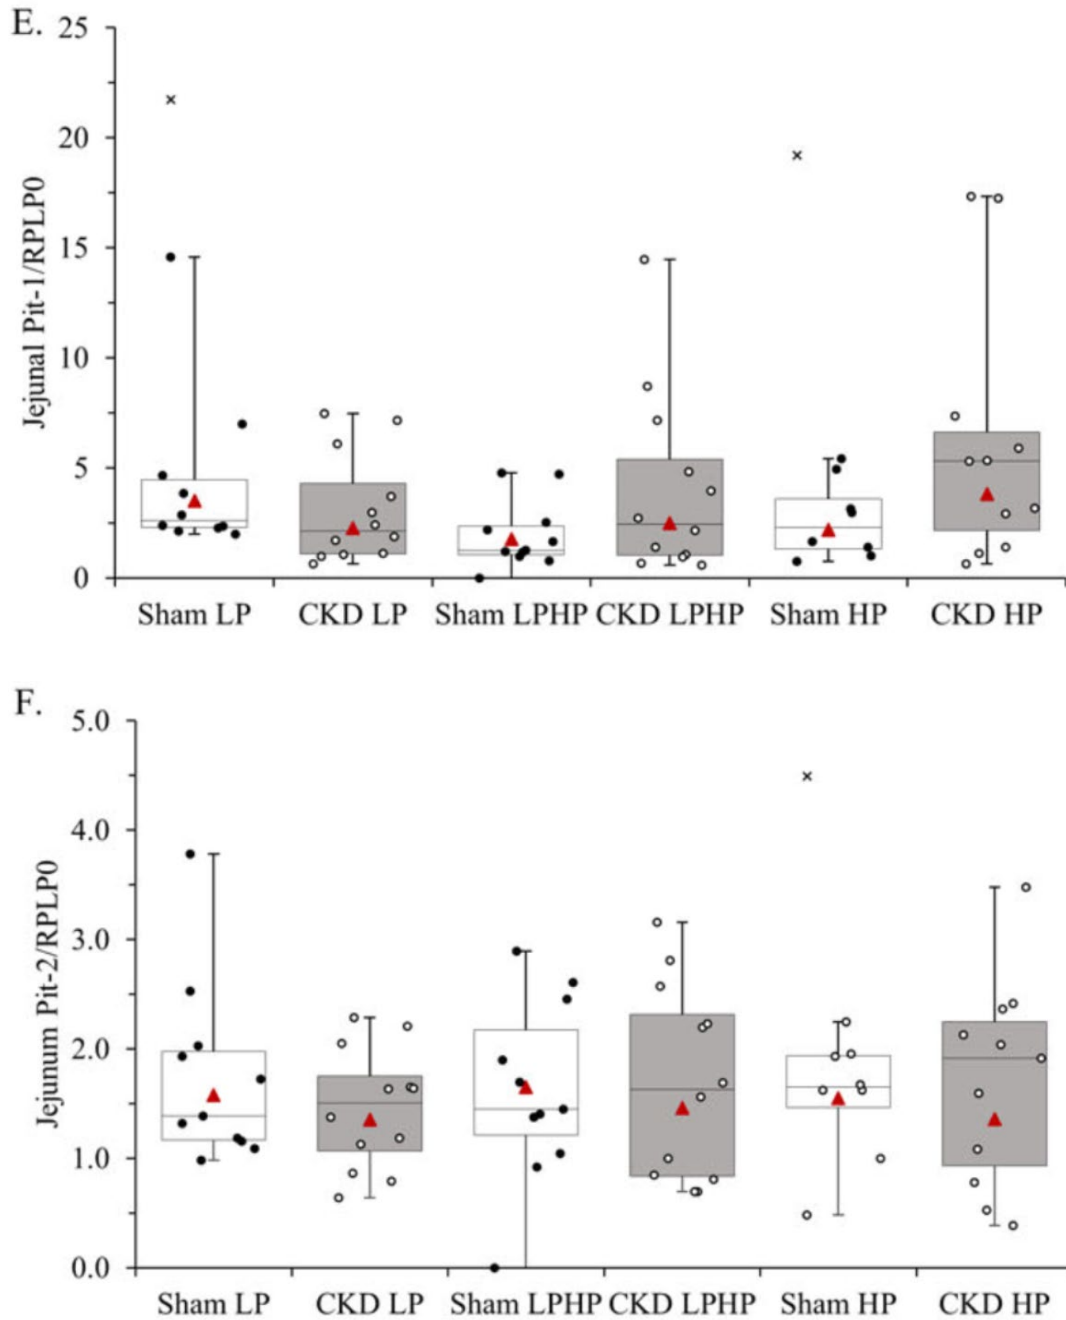 E.
25
20
15
10
5
0
Jejunal Pit-1/RPLP0
Sham LP CKD LP Sham LPHP CKD LPHP Sham HP CKD HP
F.
5.0
4.0
3.0
2.0
1.0
0.0
Jejunum Pit-2/RPLP0
Sham LP CKD LP Sham LPHP CKD LPHP Sham HP CKD HP